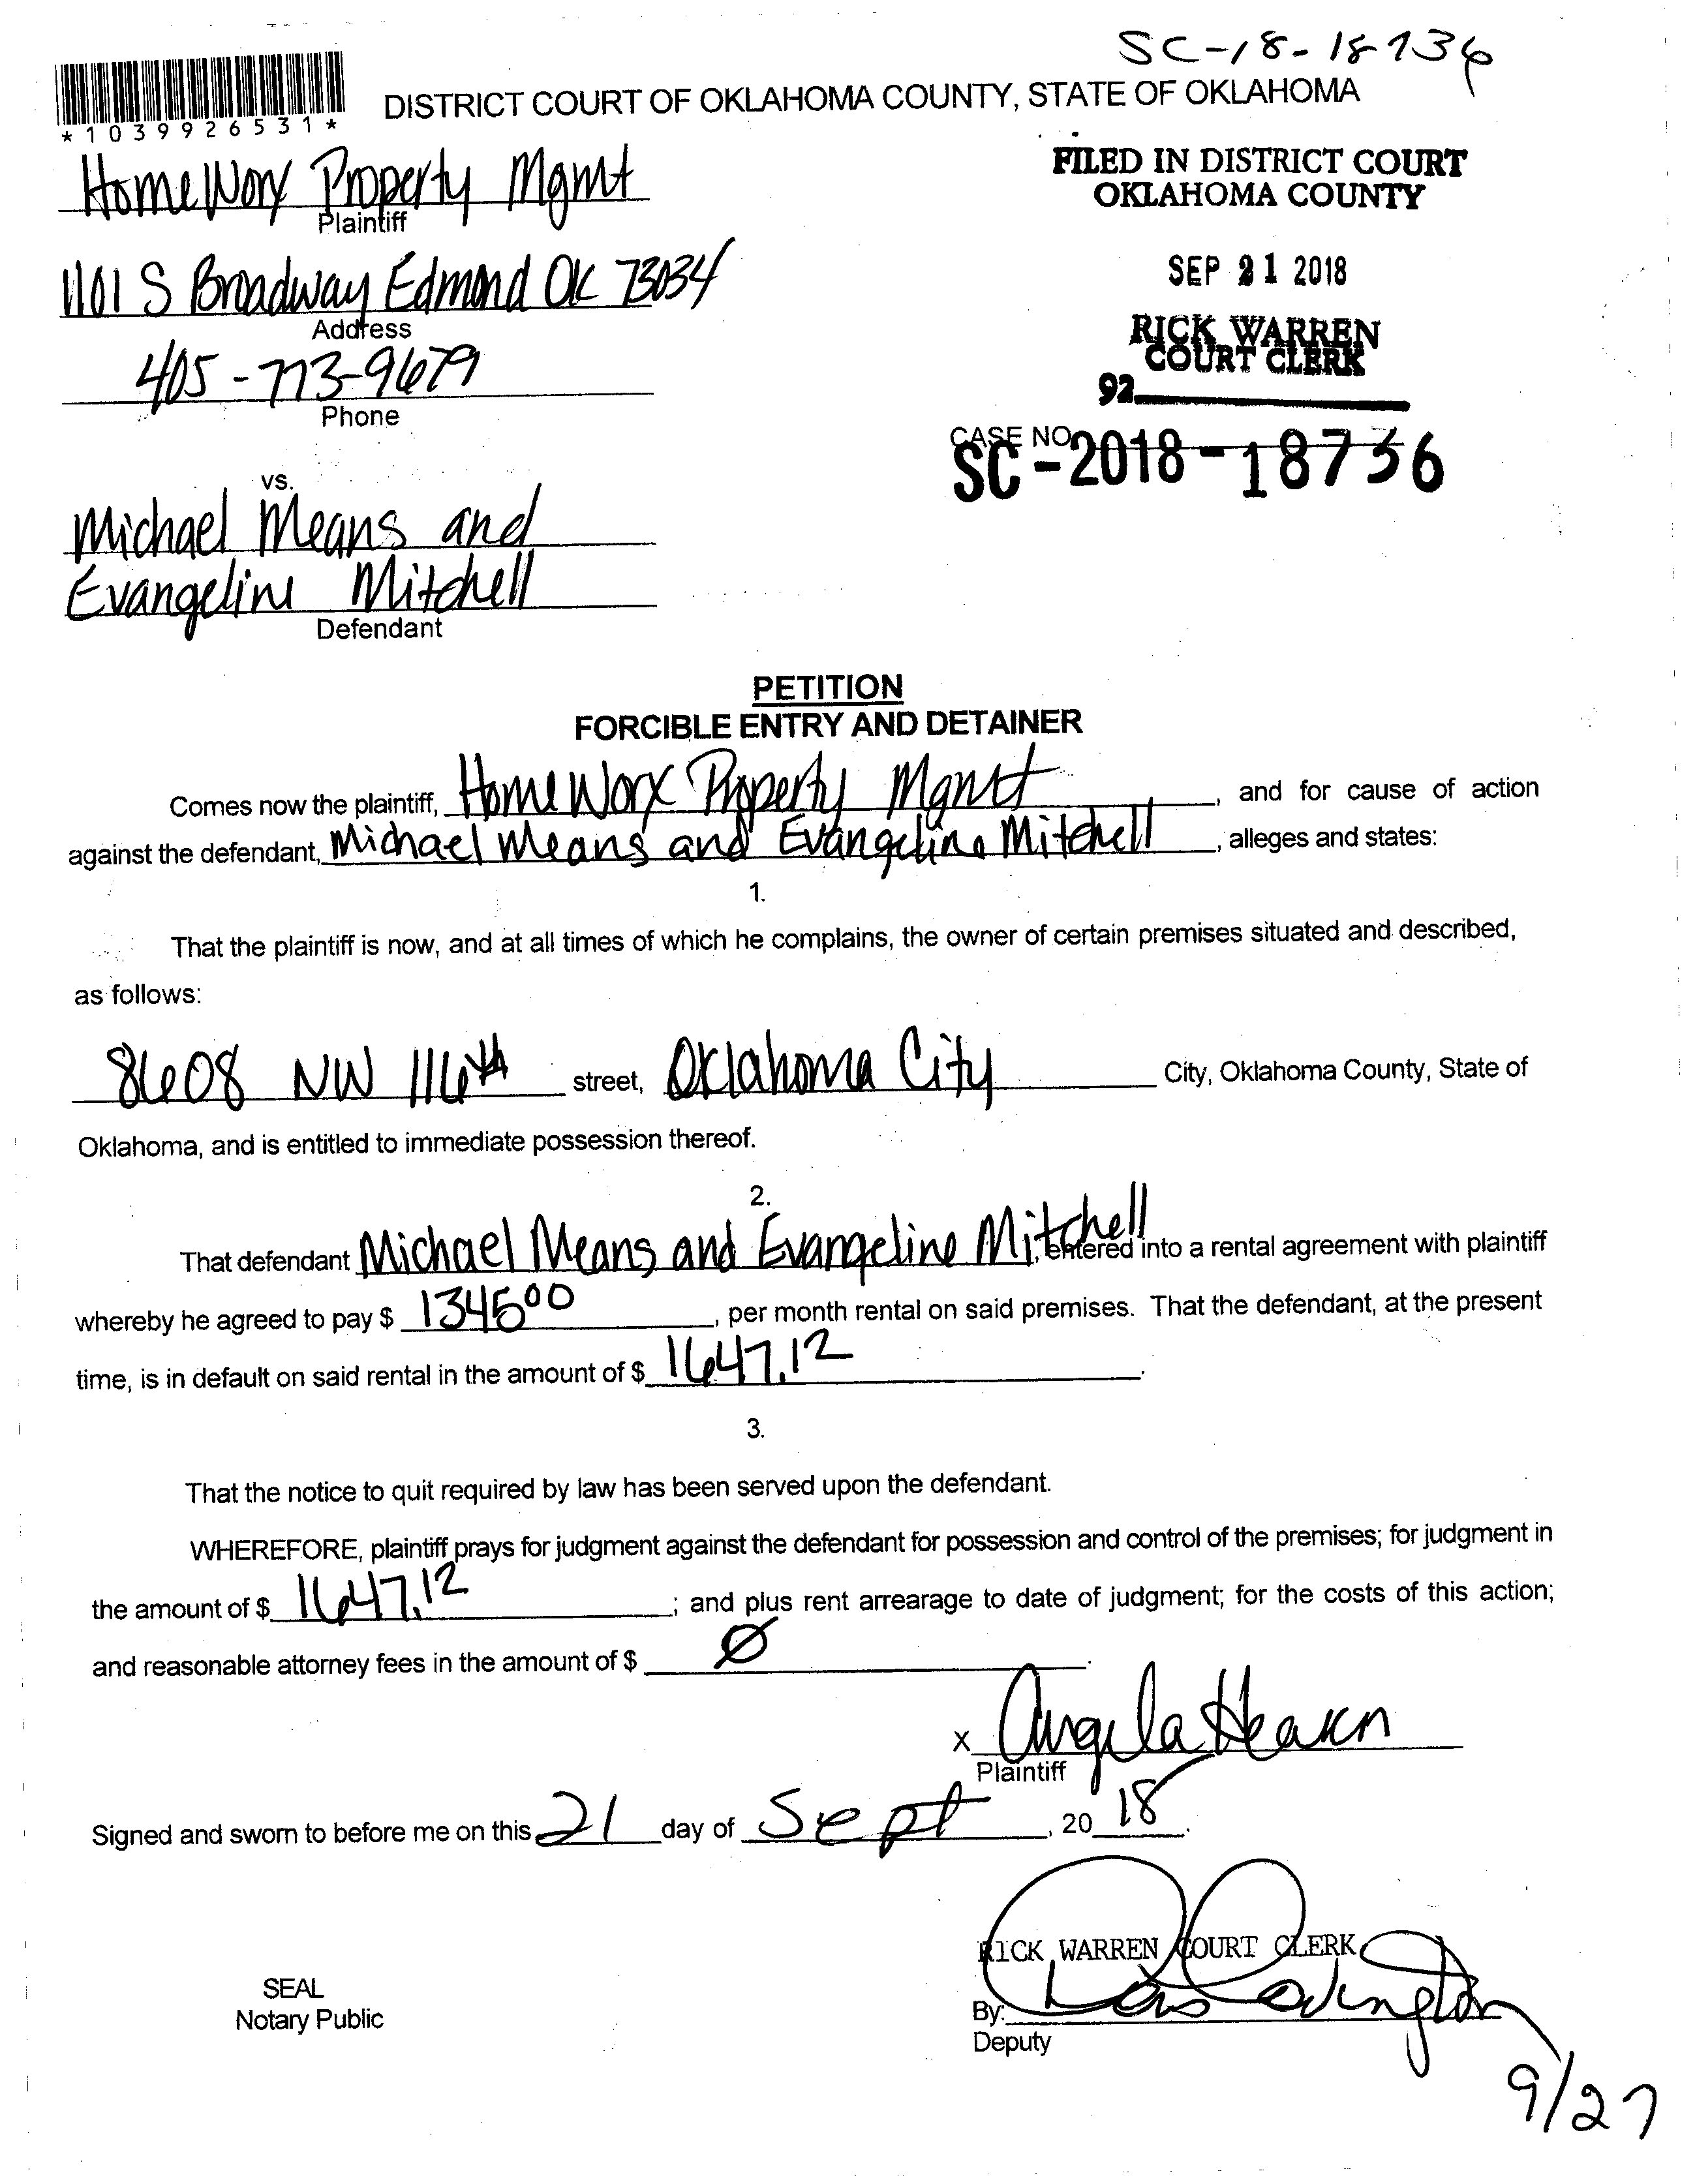 SC-18-18736
*1039926531*
DISTRICT COURT OF OKLAHOMA COUNTY, STATE OF OKLAHOMA
HomeWorx Property Mgmt
Plaintiff
FILED IN DISTRICT COURT
OKLAHOMA COUNTY
1101 S Broadway Edmond OK 73034
Address
SEP 21 2018
405-773-9679
Phone
RICK WARREN
COURT CLERK
92
CASE NO.
SC-2018-18736
vs.
Michael Means and
Evangeline Mitchell
Defendant
PETITION
FORCIBLE ENTRY AND DETAINER
Comes now the plaintiff, HomeWorx Property Mgmt, and for cause of action
against the defendant, Michael Means and Evangeline Mitchell, alleges and states:
1.
That the plaintiff is now, and at all times of which he complains, the owner of certain premises situated and described,
as follows:
8608 NW 116th street, Oklahoma City City, Oklahoma County, State of
Oklahoma, and is entitled to immediate possession thereof.
2.
That defendant Michael Means and Evangeline Mitchell, entered into a rental agreement with plaintiff
whereby he agreed to pay $ 1345 00, per month rental on said premises. That the defendant, at the present
time, is in default on said rental in the amount of $ 1647.12.
3.
That the notice to quit required by law has been served upon the defendant.
WHEREFORE, plaintiff prays for judgment against the defendant for possession and control of the premises; for judgment in
the amount of $ 1647.12; and plus rent arrearage to date of judgment; for the costs of this action;
and reasonable attorney fees in the amount of $ Ø.
X Angela Hearn
Plaintiff
Signed and sworn to before me on this 21 day of Sept, 20 18.
RICK WARREN COURT CLERK
SEAL
Notary Public
By: Covington
Deputy
9/27